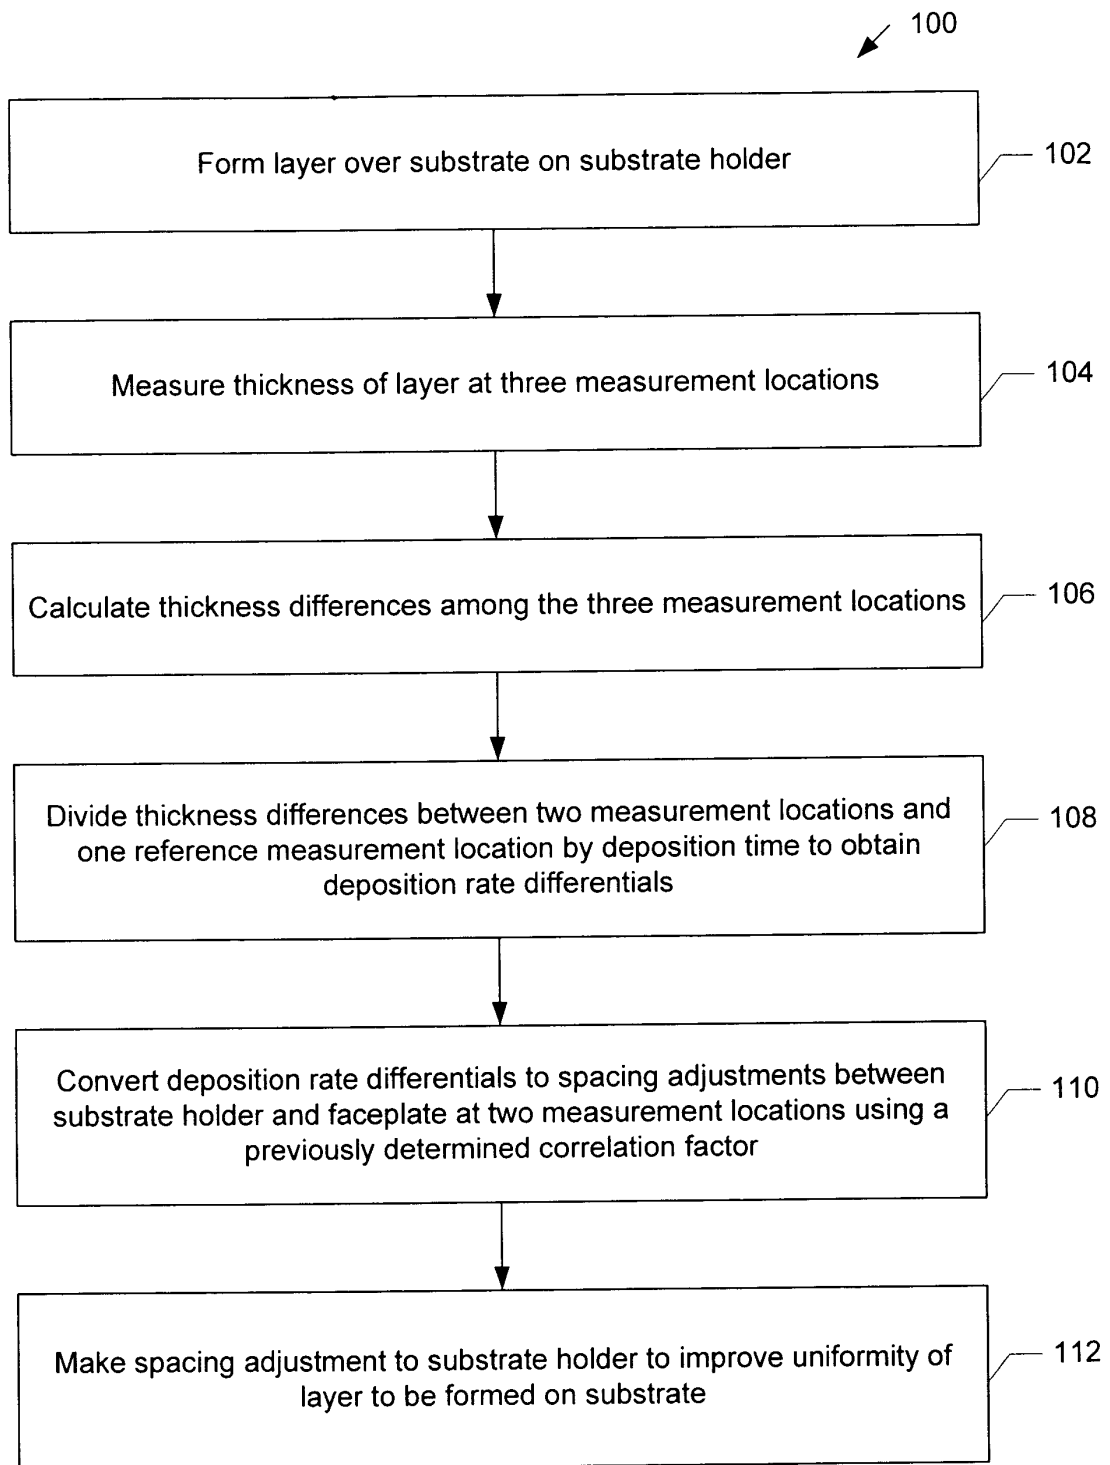 100
Form layer over substrate on substrate holder
102
Measure thickness of layer at three measurement locations
104
Calculate thickness differences among the three measurement locations
106
Divide thickness differences between two measurement locations and
one reference measurement location by deposition time to obtain
deposition rate differentials
108
Convert deposition rate differentials to spacing adjustments between
substrate holder and faceplate at two measurement locations using a
previously determined correlation factor
110
Make spacing adjustment to substrate holder to improve uniformity of
layer to be formed on substrate
112